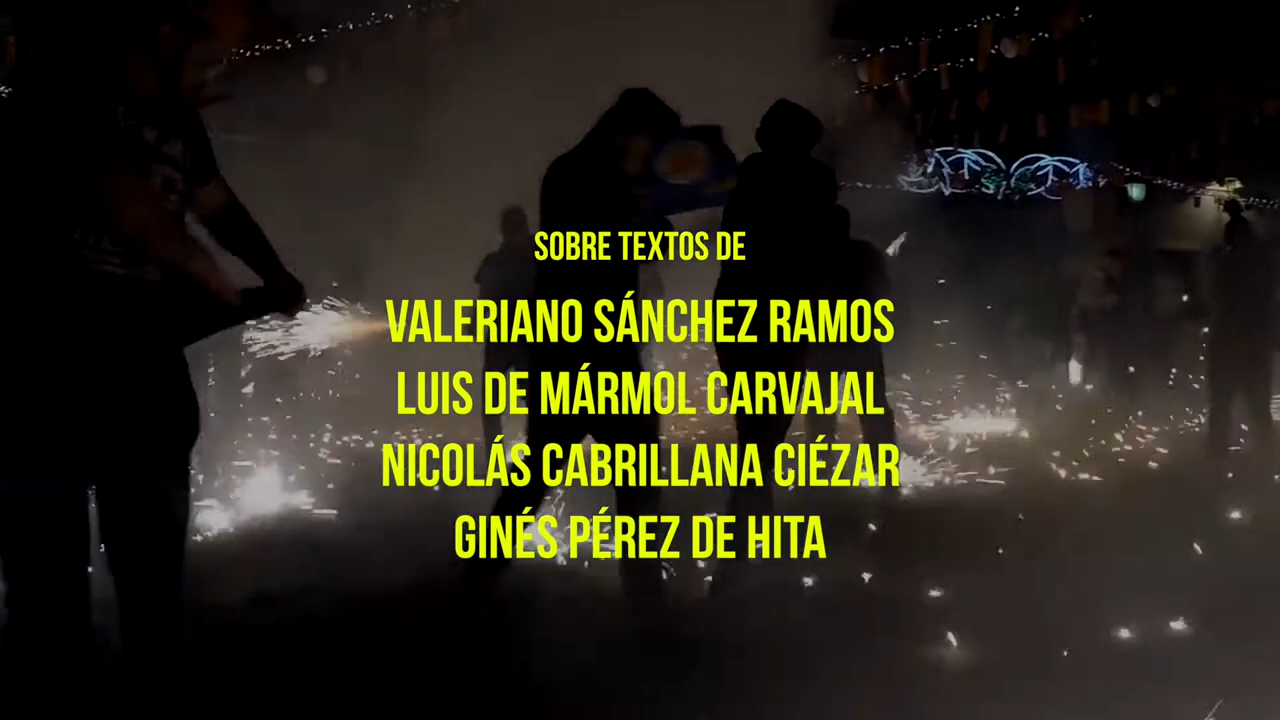 SOBRE TEXTOS DE
VALERIANO SÁNCHEZ RAMOS
LUIS DE MÁRMOL CARVAJAL
NICOLÁS CABRILLANA CIÉZAR
GINÉS PÉREZ DE HITA